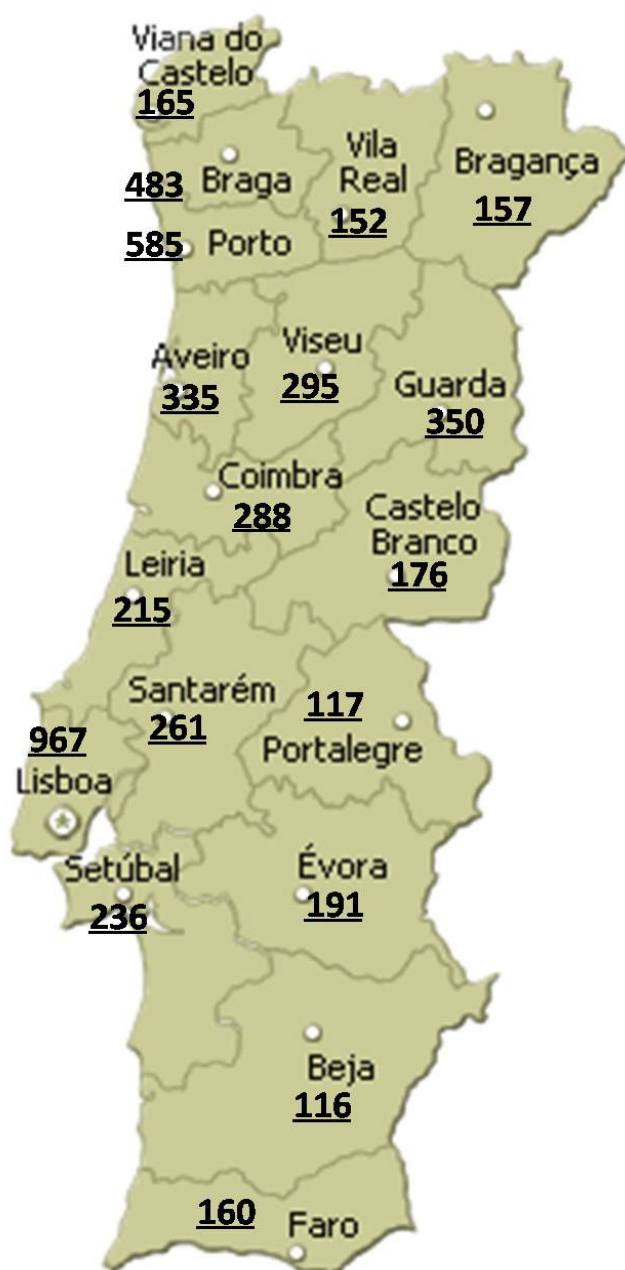 Viana do
Castelo
165
Braga
483
Vila
Real
152
Bragança
157
585
Porto
Aveiro
335
Viseu
295
Guarda
350
Coimbra
288
Castelo
Branco
176
Leiria
215
Santarém
261
117
Portalegre
967
Lisboa
Setúbal
236
Évora
191
Beja
116
160
Faro